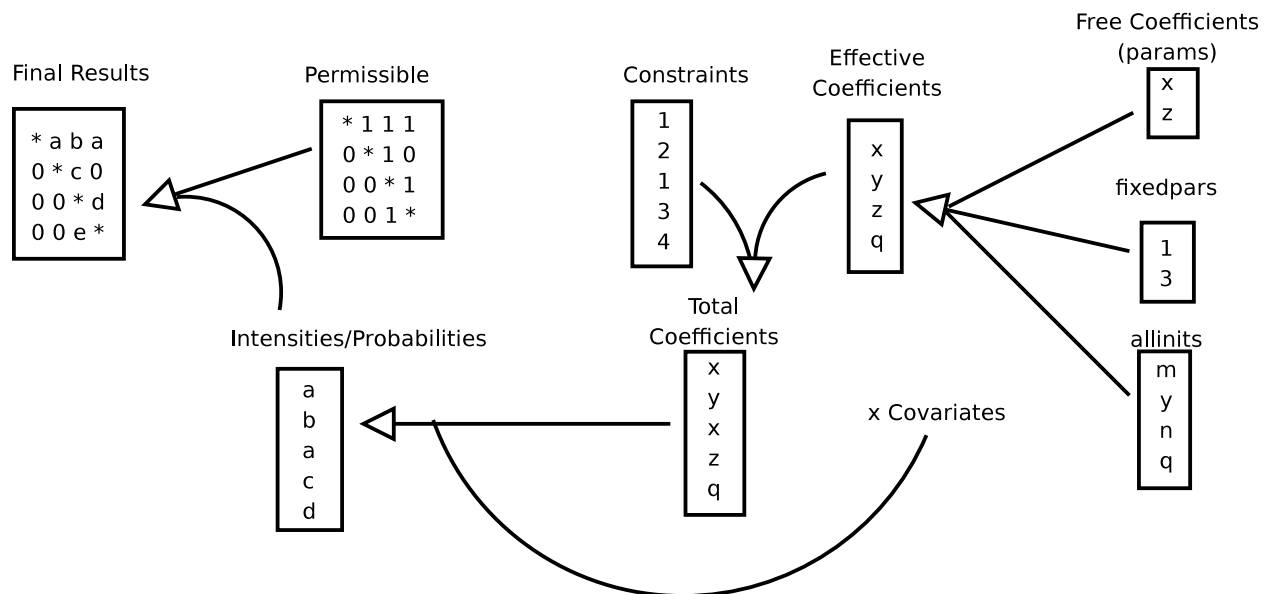 Final Results
* a b a
0 * c 0
0 0 * d
0 0 e *
Permissible
* 1 1 1
0 * 1 0
0 0 * 1
0 0 1 *
Intensities/Probabilities
a
b
a
c
d
Constraints
1
2
1
3
4
Total
Coefficients
x
y
x
z
q
Effective
Coefficients
x
y
z
q
x Covariates
Free Coefficients
(params)
x
z
fixedpars
1
3
allinits
m
y
n
q